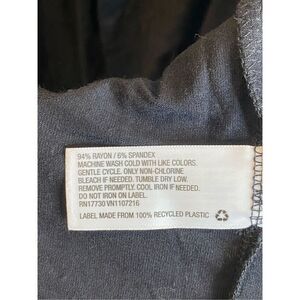 94% RAYON / 6% SPANDEX
MACHINE WASH COLD WITH LIKE COLORS.
GENTLE CYCLE. ONLY NON-CHLORINE
BLEACH IF NEEDED. TUMBLE DRY LOW.
REMOVE PROMPTLY. COOL IRON IF NEEDED.
DO NOT IRON ON LABEL.
RN17730 VN1107216
LABEL MADE FROM 100% RECYCLED PLASTIC